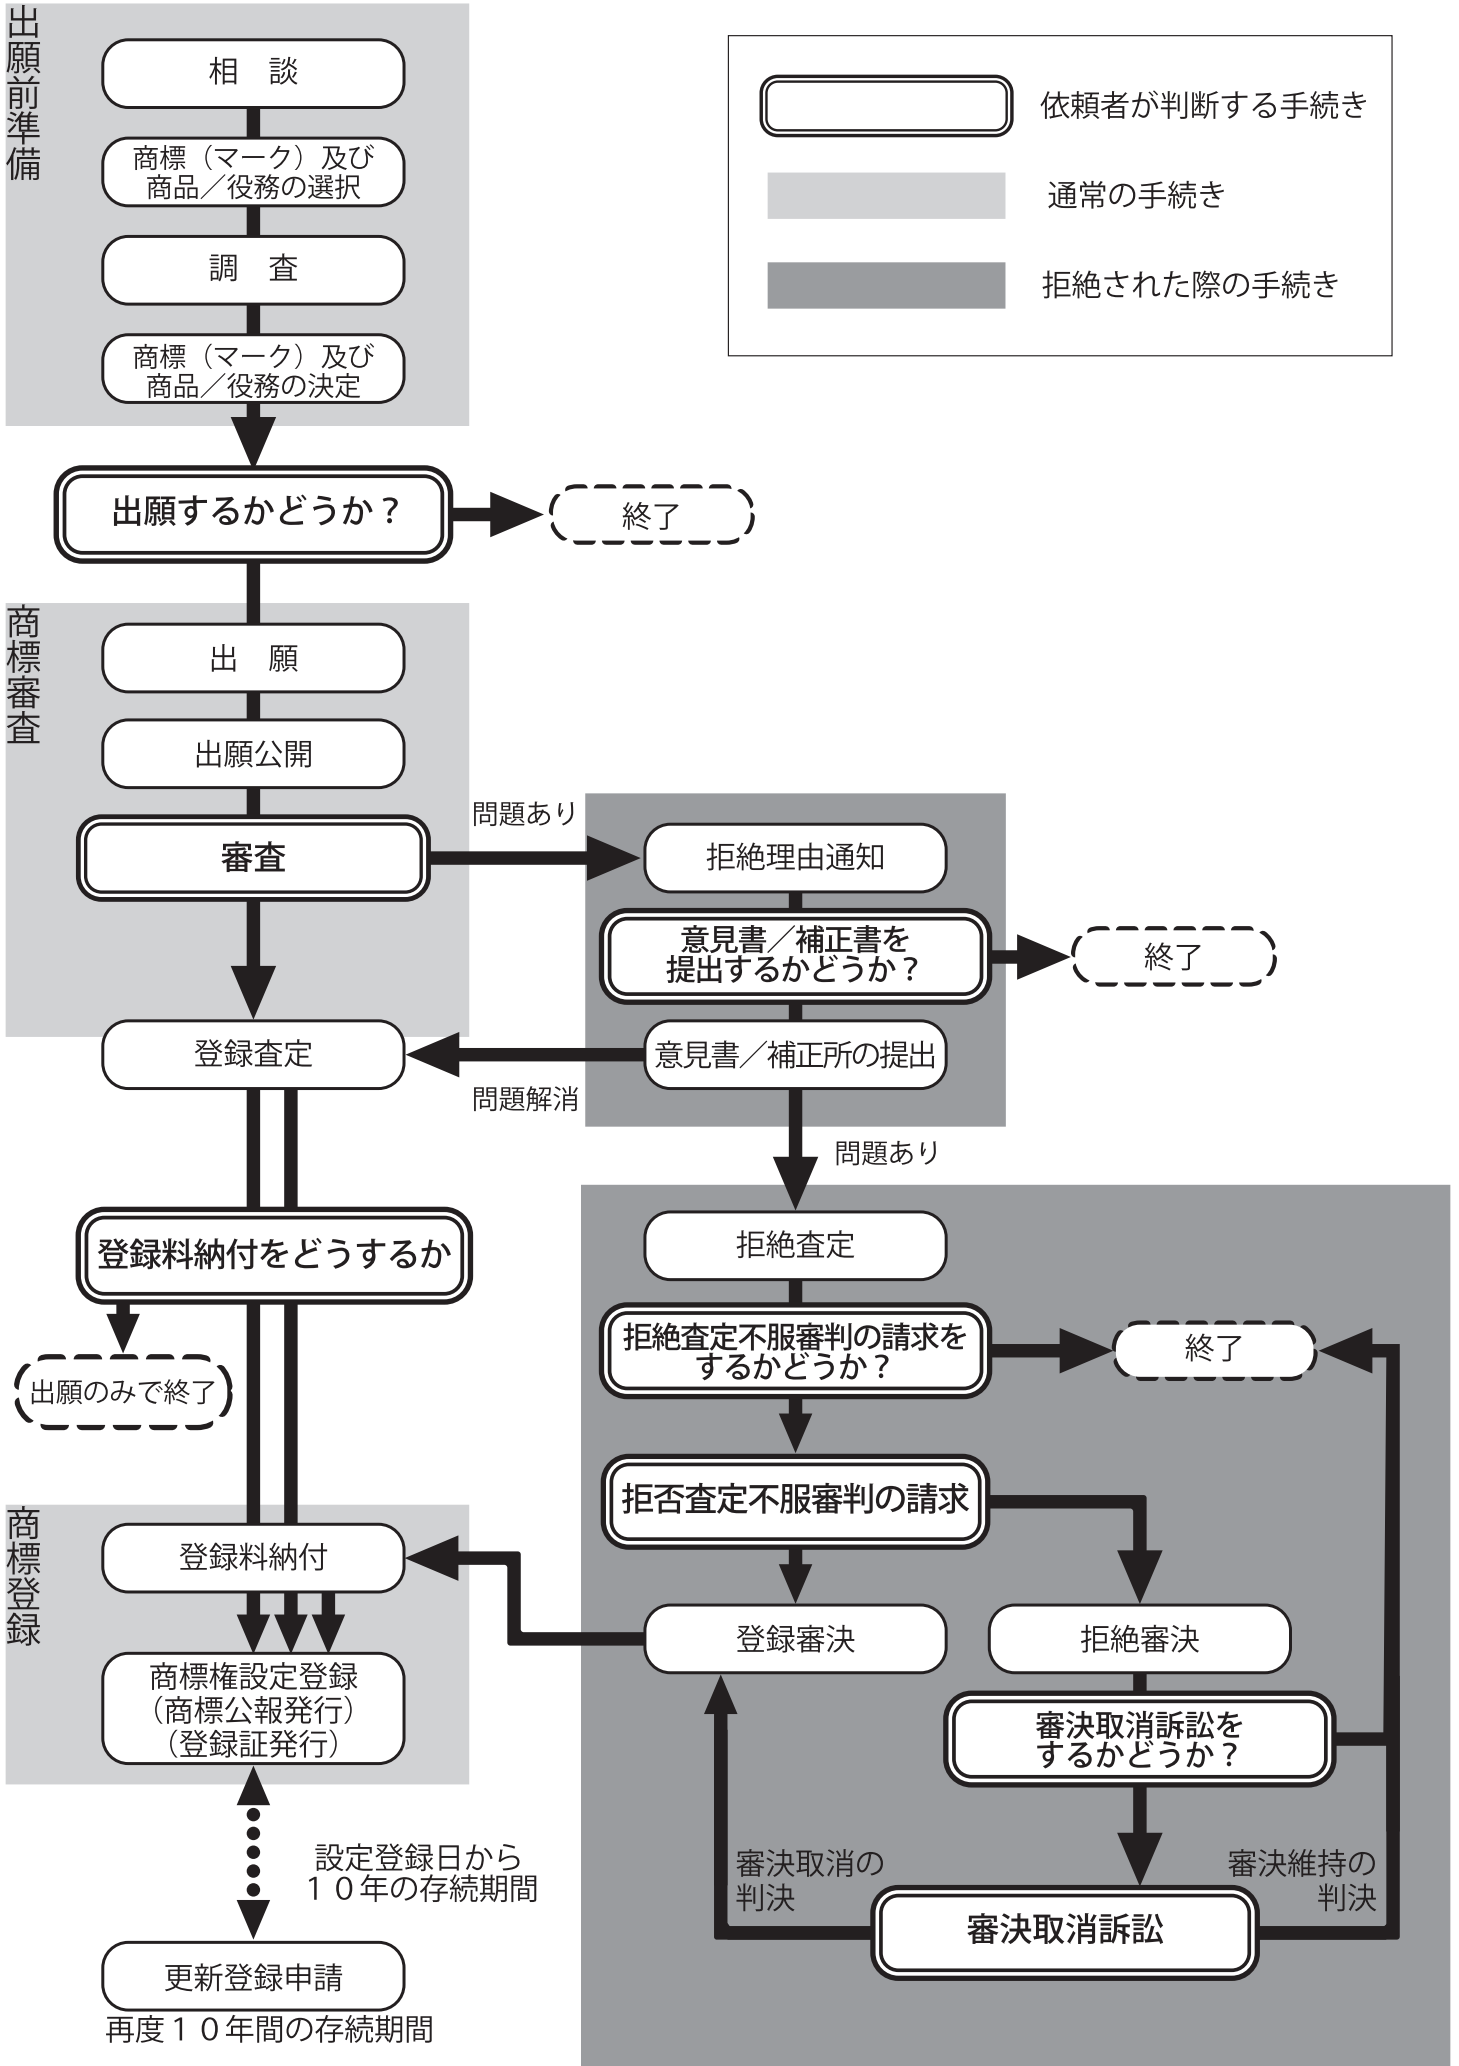 出願前準備
相　談
商標（マーク）及び
商品／役務の選択
調　査
商標（マーク）及び
商品／役務の決定
依頼者が判断する手続き
通常の手続き
拒絶された際の手続き
出願するかどうか？
終了
商標審査
出　願
出願公開
審査
問題あり
拒絶理由通知
意見書／補正書を
提出するかどうか？
終了
登録査定
意見書／補正所の提出
問題解消
問題あり
登録料納付をどうするか
出願のみで終了
拒絶査定
拒絶査定不服審判の請求を
するかどうか？
終了
拒否査定不服審判の請求
商標登録
登録料納付
登録審決
拒絶審決
商標権設定登録
（商標公報発行）
（登録証発行）
審決取消訴訟を
するかどうか？
設定登録日から
１０年の存続期間
審決取消の
判決
審決維持の
判決
審決取消訴訟
更新登録申請
再度１０年間の存続期間